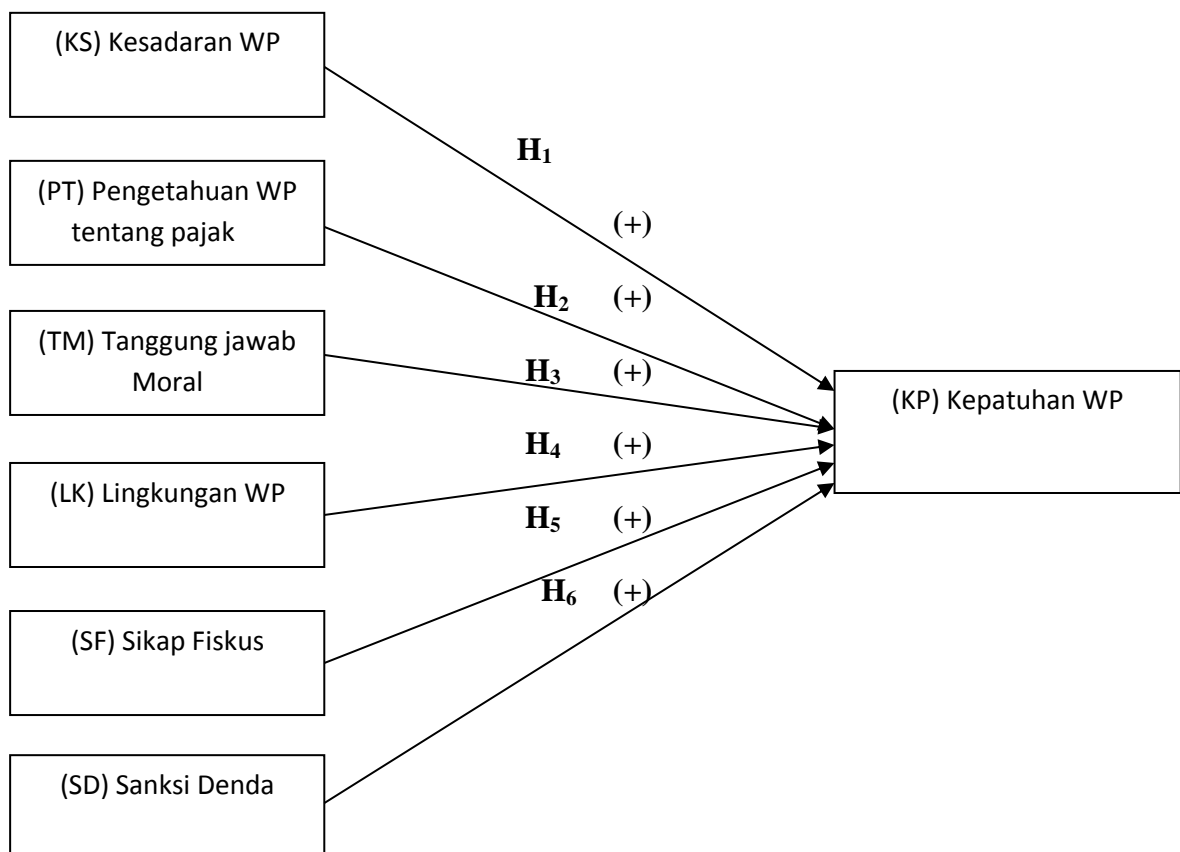 (KS) Kesadaran WP
H₁
(+)
(PT) Pengetahuan WP
tentang pajak
H₂ (+)
(TM) Tanggung jawab
Moral
H₃ (+)
(KP) Kepatuhan WP
H₄ (+)
(LK) Lingkungan WP
H₅ (+)
H₆ (+)
(SF) Sikap Fiskus
(SD) Sanksi Denda